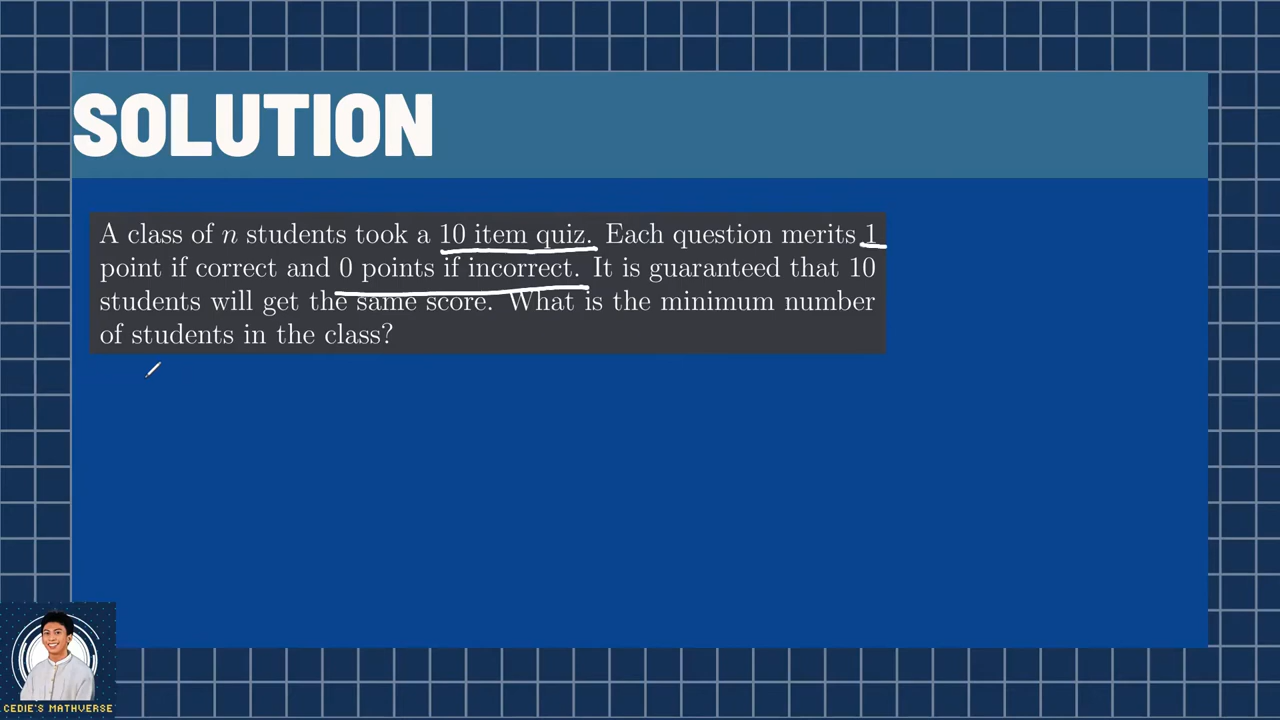 SOLUTION
A class of n students took a 10 item quiz. Each question merits 1
point if correct and 0 points if incorrect. It is guaranteed that 10
students will get the same score. What is the minimum number
of students in the class?
CEDIE'S MATHVERSE